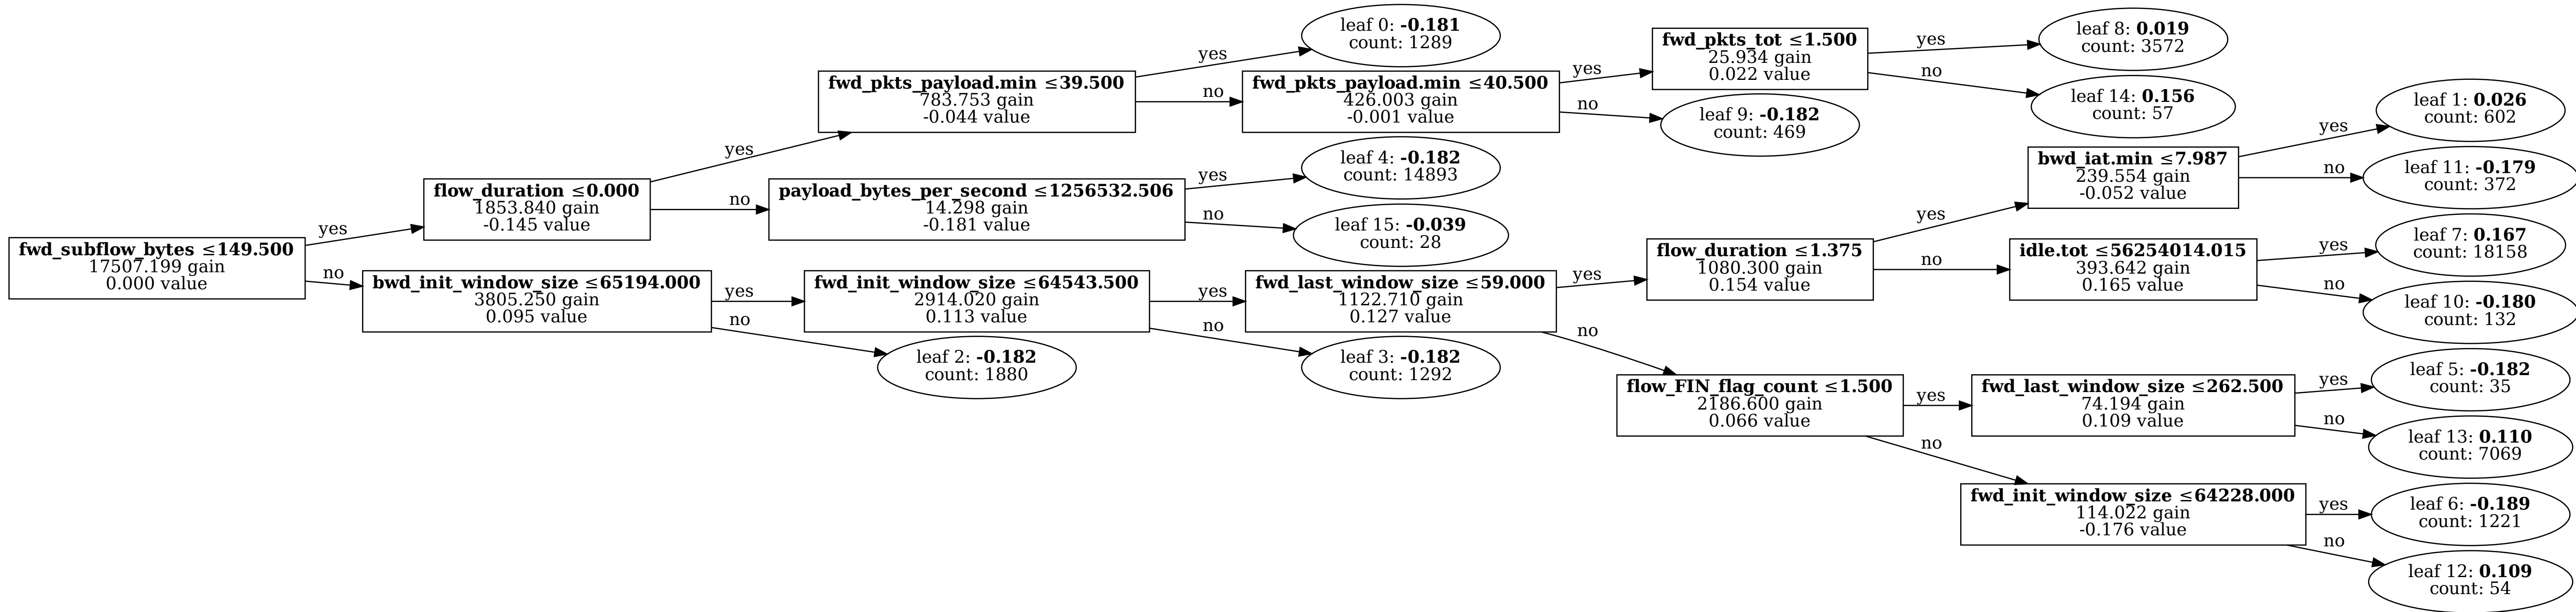 fwd_subflow_bytes ≤149.500
17507.199 gain
0.000 value
yes
no
flow_duration ≤0.000
1853.840 gain
-0.145 value
yes
no
bwd_init_window_size ≤65194.000
3805.250 gain
0.095 value
yes
no
fwd_pkts_payload.min ≤39.500
783.753 gain
-0.044 value
yes
no
payload_bytes_per_second ≤1256532.506
14.298 gain
-0.181 value
yes
no
fwd_init_window_size ≤64543.500
2914.020 gain
0.113 value
yes
no
leaf 2: -0.182
count: 1880
leaf 0: -0.181
count: 1289
fwd_pkts_payload.min ≤40.500
426.003 gain
-0.001 value
yes
no
leaf 4: -0.182
count: 14893
leaf 15: -0.039
count: 28
fwd_last_window_size ≤59.000
1122.710 gain
0.127 value
yes
no
leaf 3: -0.182
count: 1292
fwd_pkts_tot ≤1.500
25.934 gain
0.022 value
yes
no
leaf 9: -0.182
count: 469
flow_duration ≤1.375
1080.300 gain
0.154 value
yes
no
flow_FIN_flag_count ≤1.500
2186.600 gain
0.066 value
yes
no
leaf 8: 0.019
count: 3572
leaf 14: 0.156
count: 57
bwd_iat.min ≤7.987
239.554 gain
-0.052 value
yes
no
idle.tot ≤56254014.015
393.642 gain
0.165 value
yes
no
fwd_last_window_size ≤262.500
74.194 gain
0.109 value
yes
no
fwd_init_window_size ≤64228.000
114.022 gain
-0.176 value
yes
no
leaf 1: 0.026
count: 602
leaf 11: -0.179
count: 372
leaf 7: 0.167
count: 18158
leaf 10: -0.180
count: 132
leaf 5: -0.182
count: 35
leaf 13: 0.110
count: 7069
leaf 6: -0.189
count: 1221
leaf 12: 0.109
count: 54